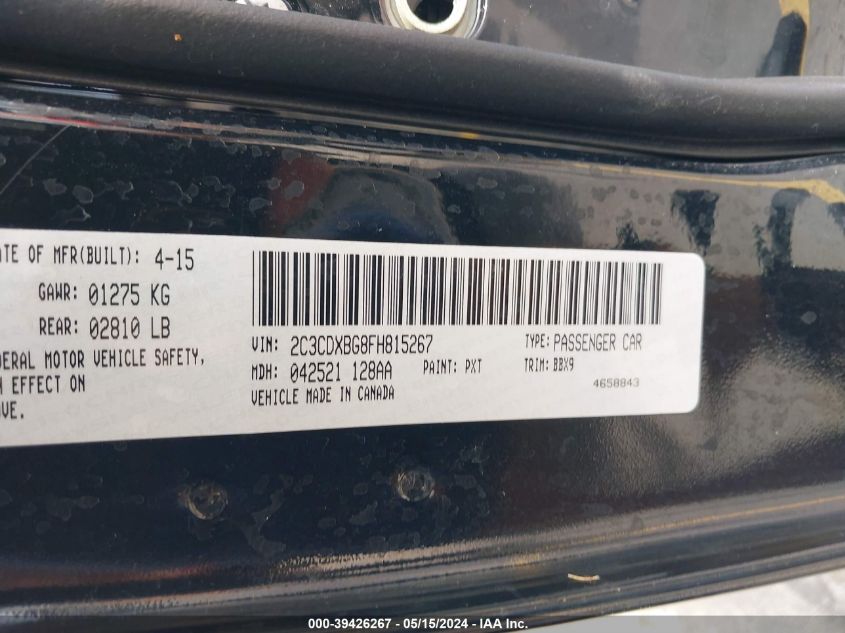 ATE OF MFR(BUILT): 4-15
GAWR: 01275 KG
REAR: 02810 LB
DERAL MOTOR VEHICLE SAFETY,
EFFECT ON
OVE.
VIN: 2C3CDXBG8FH815267 TYPE: PASSENGER CAR
MDH: 042521 128AA PAINT: PXT TRIM: BBX9
VEHICLE MADE IN CANADA 4658843
000-39426267 - 05/15/2024 - IAA Inc.